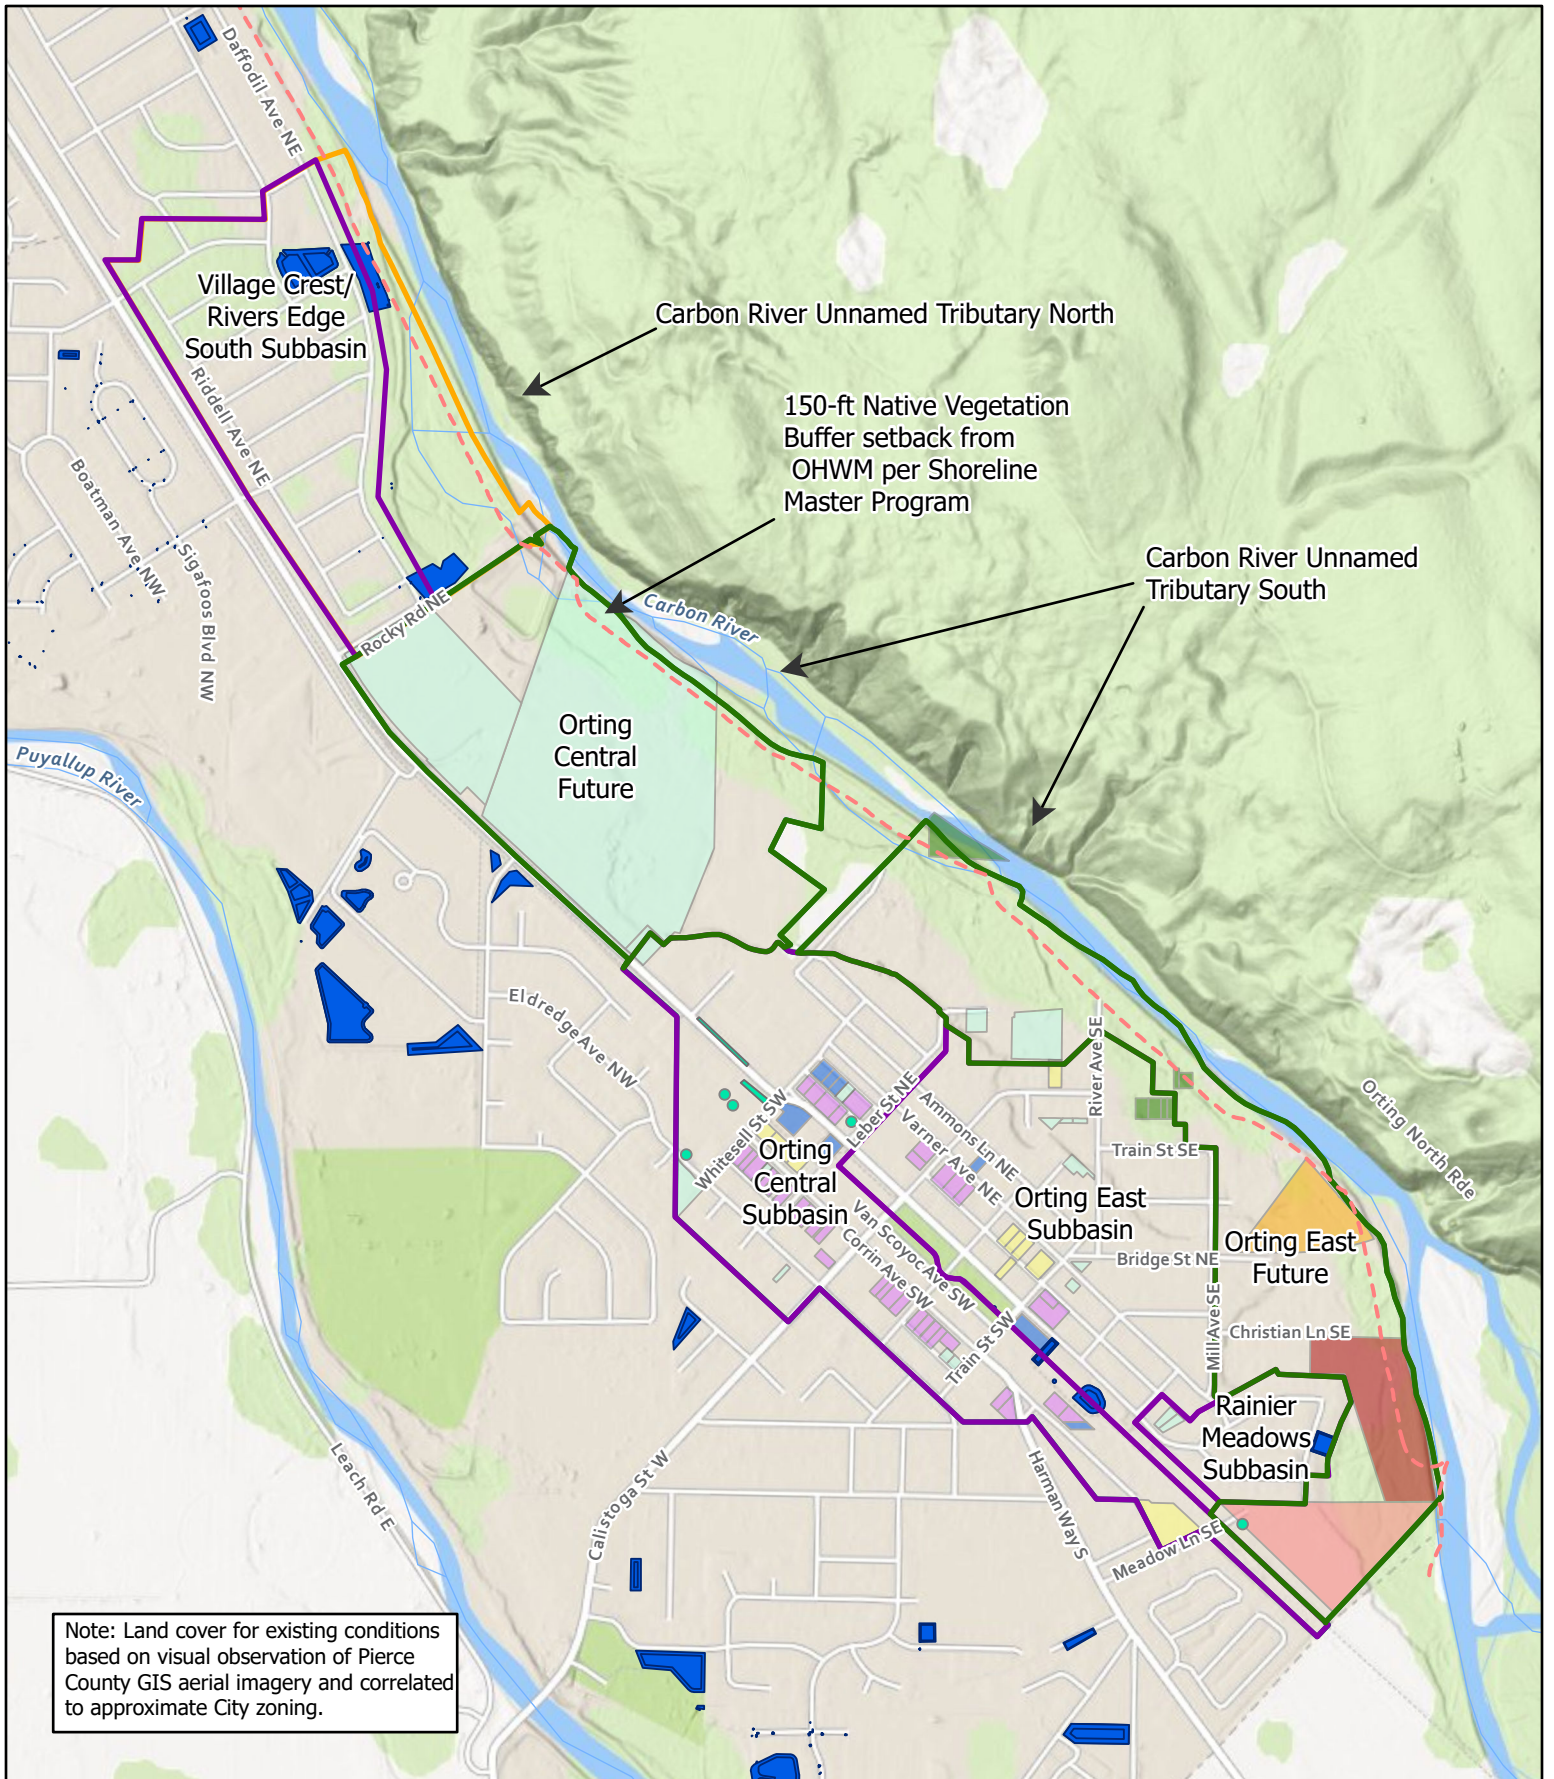 Daffodil Ave NE
Village Crest/
Rivers Edge
South Subbasin
Carbon River Unnamed Tributary North
150-ft Native Vegetation
Buffer setback from
OHWM per Shoreline
Master Program
Carbon River Unnamed
Tributary South
Riddell Ave NE
Boatman Ave NW
Sigafoos Blvd NW
Rocky Rd NE
Carbon River
Puyallup River
Orting
Central
Future
Eldredge Ave NW
River Ave SE
Orting North Rde
Whitesell St SW
Leber St NE
Ammons Ln NE
Varner Ave NE
Train St SE
Orting
Central
Subbasin
Orting East
Subbasin
Van Scoyoc Ave SW
Corrin Ave SW
Bridge St NE
Orting East
Future
Mill Ave SE
Christian Ln SE
Train St SW
Rainier
Meadows
Subbasin
Leach Rd E
Calistoga St W
Harman Way S
Meadow Ln SE
Note: Land cover for existing conditions
based on visual observation of Pierce
County GIS aerial imagery and correlated
to approximate City zoning.